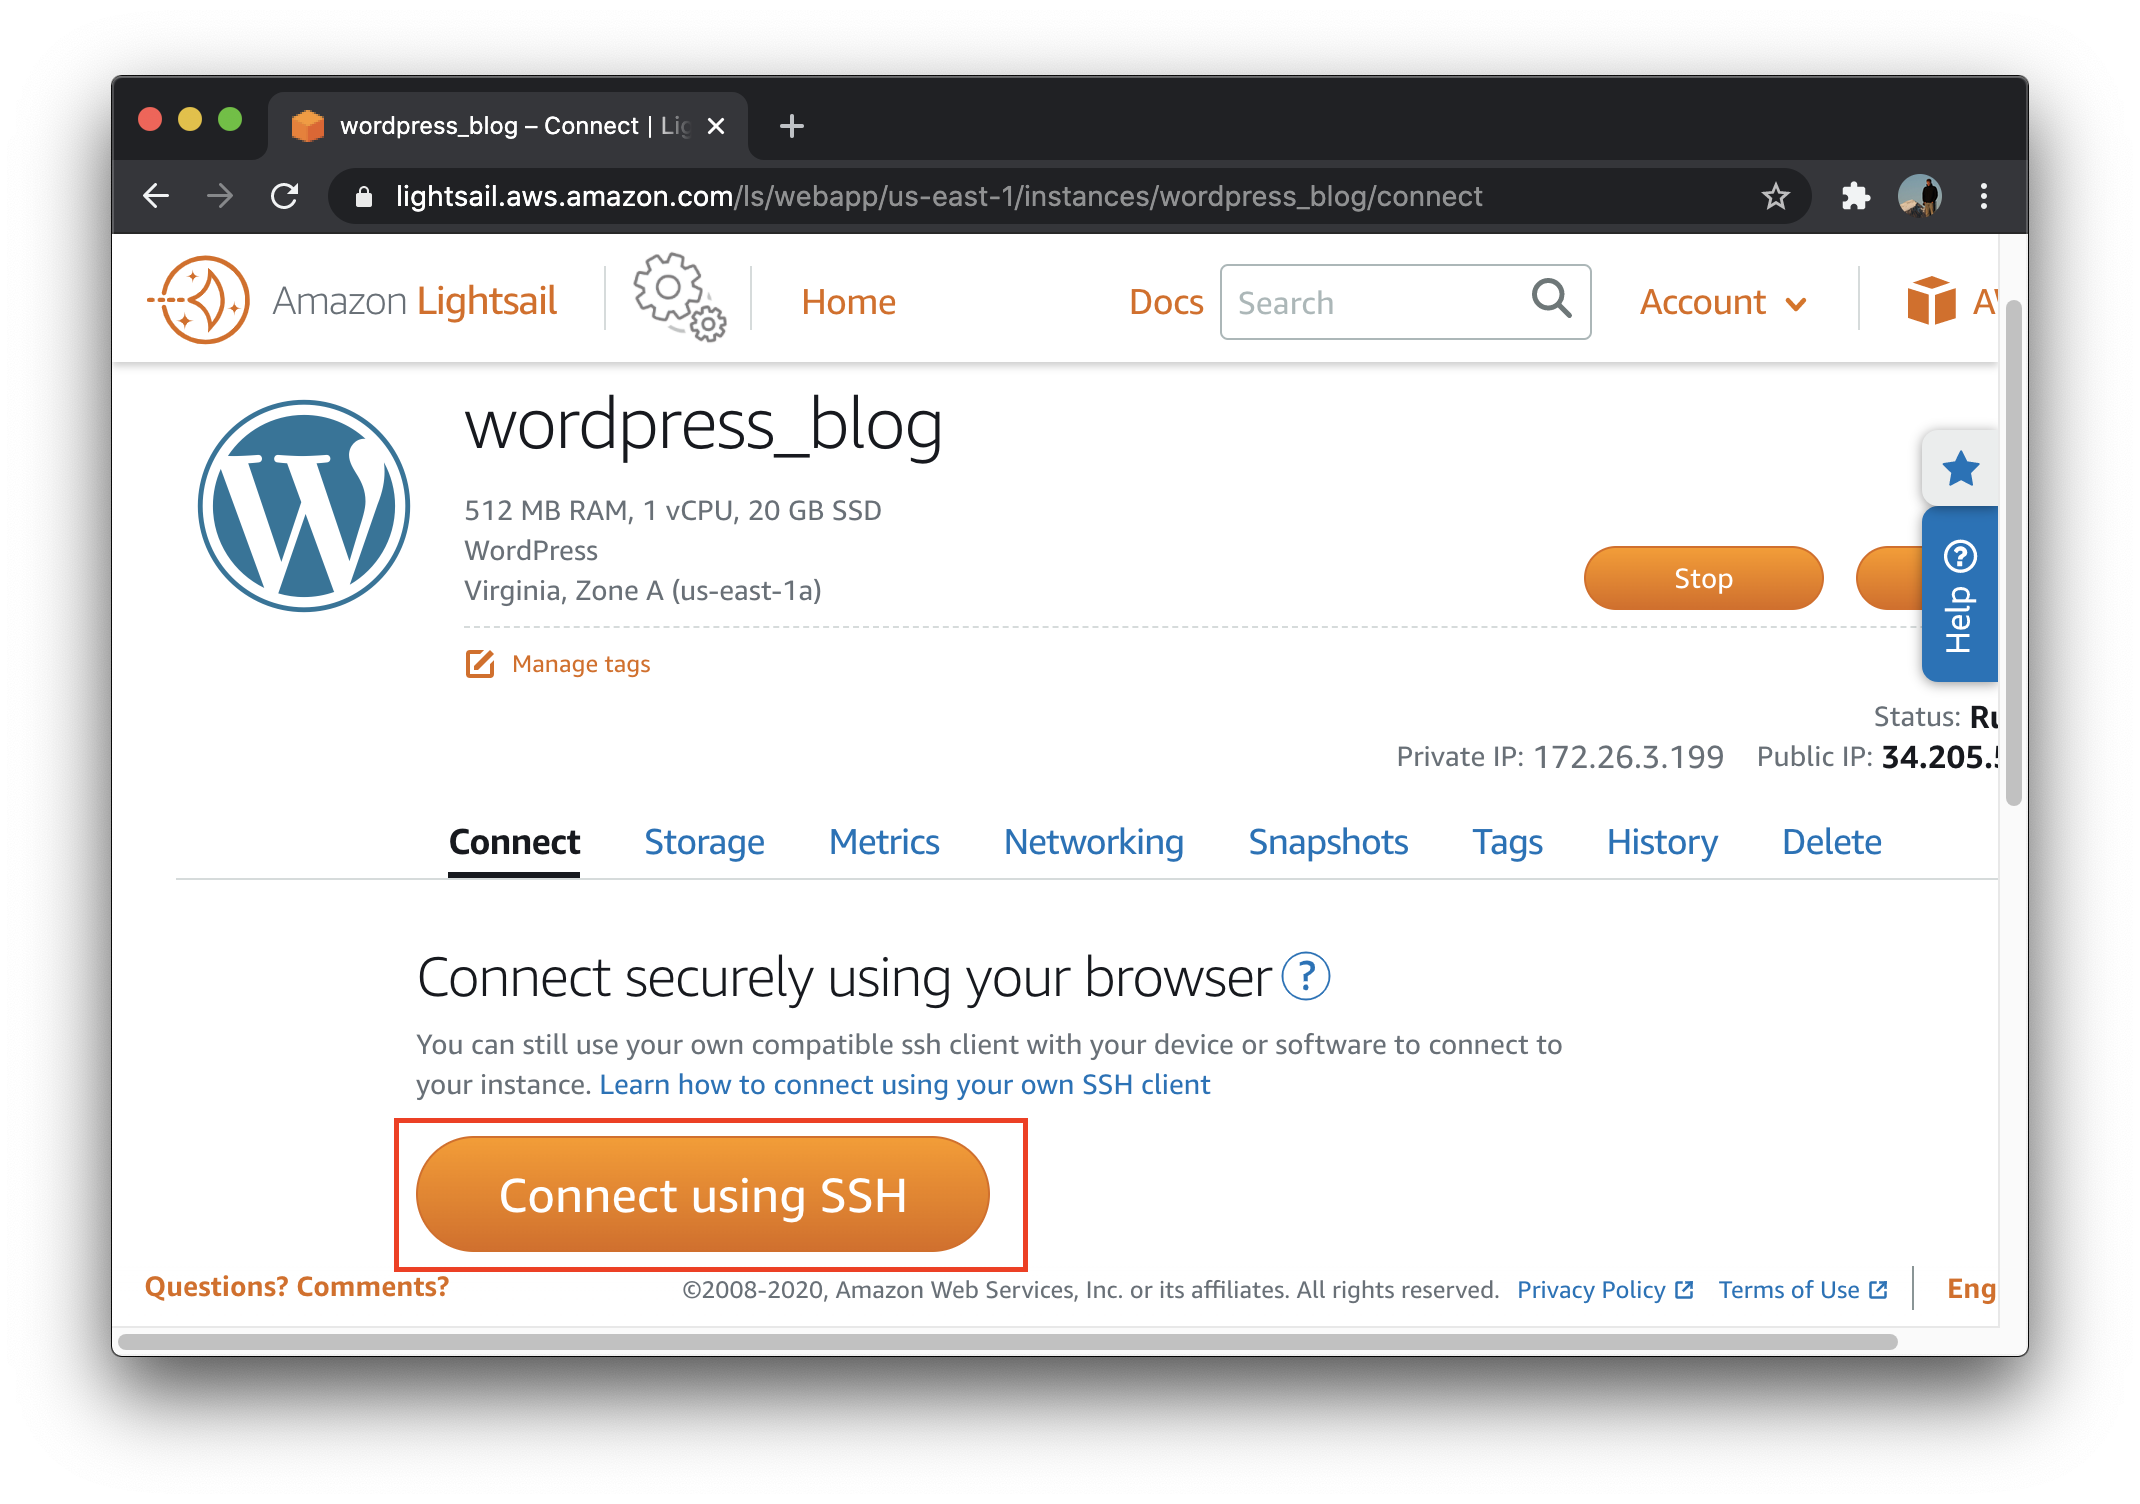 wordpress_blog – Connect | Lig
lightsail.aws.amazon.com/ls/webapp/us-east-1/instances/wordpress_blog/connect
Amazon Lightsail Home Docs Search Account
wordpress_blog
512 MB RAM, 1 vCPU, 20 GB SSD
WordPress
Virginia, Zone A (us-east-1a)
Stop
Help
Manage tags
Status: Ru
Private IP: 172.26.3.199 Public IP: 34.205.
Connect Storage Metrics Networking Snapshots Tags History Delete
Connect securely using your browser ?
You can still use your own compatible ssh client with your device or software to connect to
your instance. Learn how to connect using your own SSH client
Connect using SSH
Questions? Comments? ©2008-2020, Amazon Web Services, Inc. or its affiliates. All rights reserved. Privacy Policy Terms of Use Eng